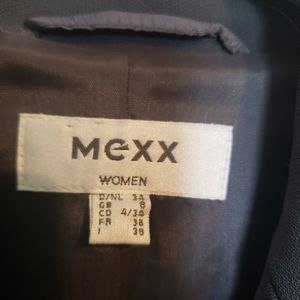 Mexx
WOMEN
D/NL 34
GB 8
CD 4/34
FR 36
I 38